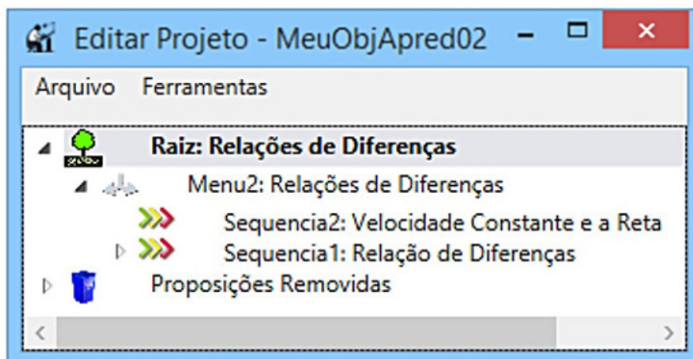 Editar Projeto - MeuObjApred02
Arquivo Ferramentas
Raiz: Relações de Diferenças
Menu2: Relações de Diferenças
Sequencia2: Velocidade Constante e a Reta
Sequencia1: Relação de Diferenças
Proposições Removidas